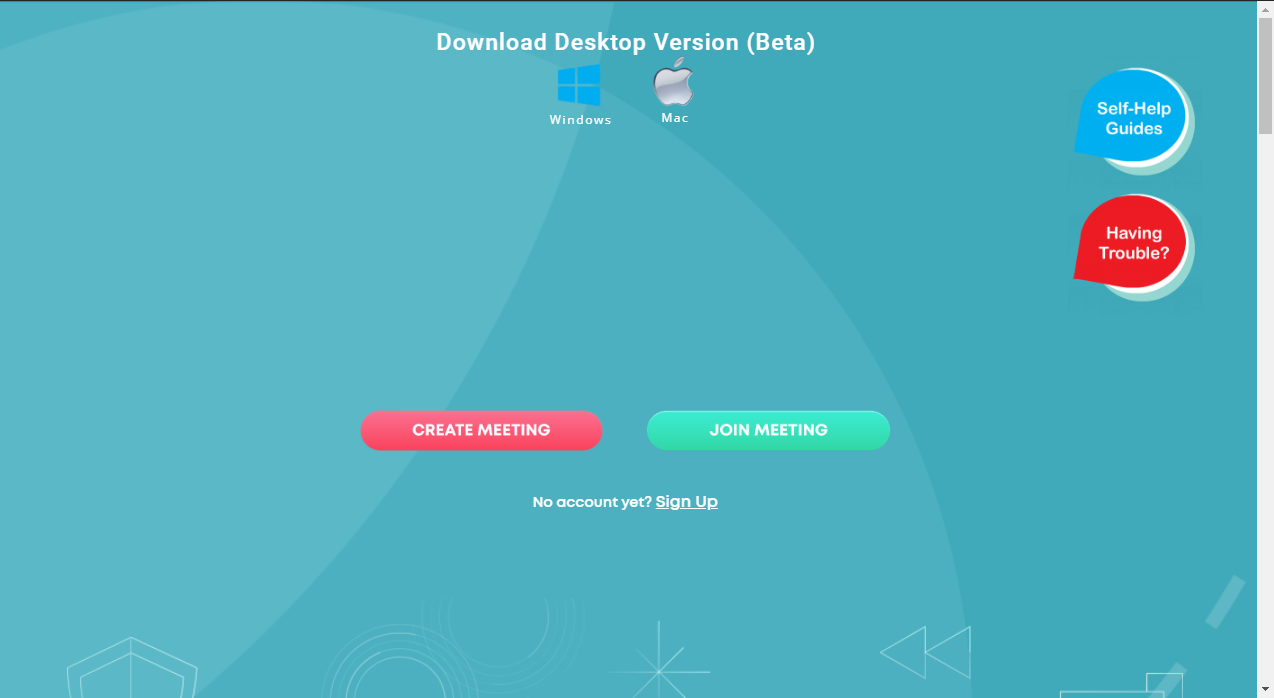 Download Desktop Version (Beta)
Windows
Mac
Self-Help
Guides
Having
Trouble?
CREATE MEETING
JOIN MEETING
No account yet? Sign Up